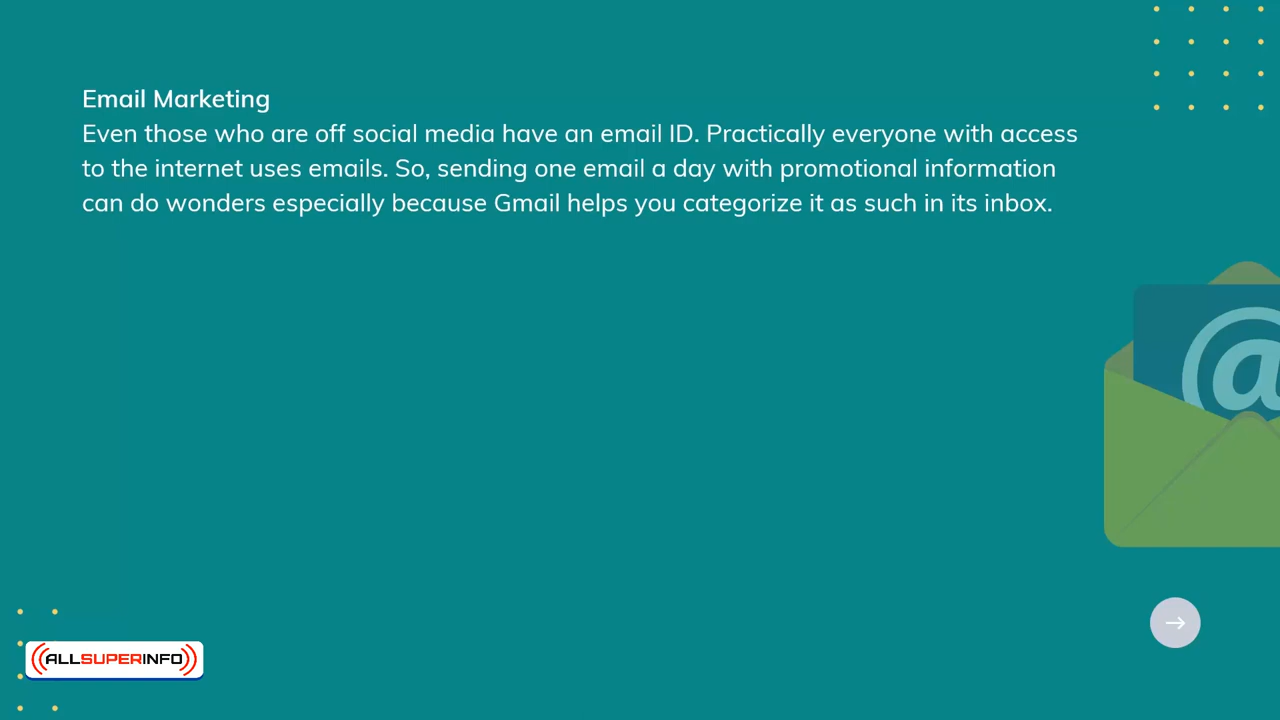 Email Marketing
Even those who are off social media have an email ID. Practically everyone with access
to the internet uses emails. So, sending one email a day with promotional information
can do wonders especially because Gmail helps you categorize it as such in its inbox.
@
ALLSUPERINFO